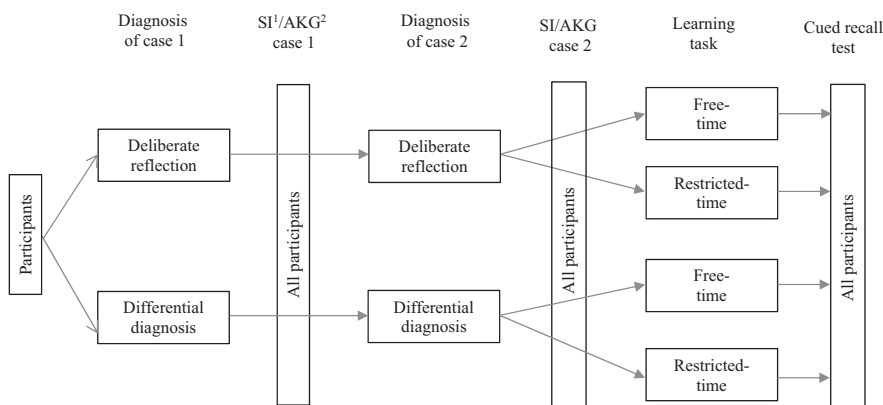 Diagnosis
of case 1
SI¹/AKG²
case 1
Diagnosis
of case 2
SI/AKG
case 2
Learning
task
Cued recall
test
Participants
Deliberate
reflection
Differential
diagnosis
All participants
Deliberate
reflection
Differential
diagnosis
All participants
Free-
time
Restricted-
time
Free-
time
Restricted-
time
All participants